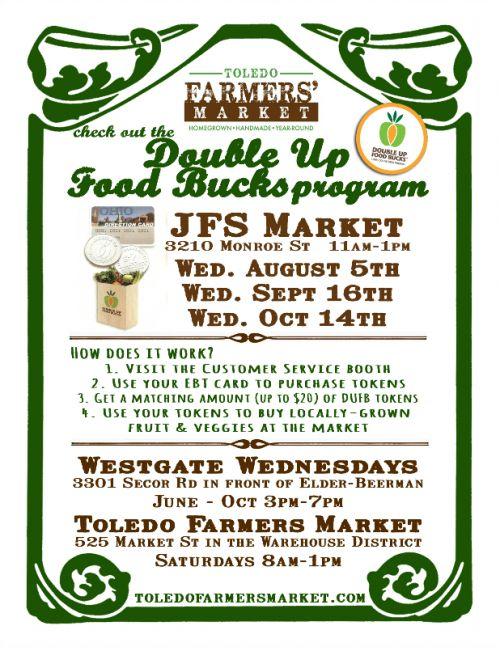 TOLEDO
FARMERS'
MARKET
HOMEGROWN • HANDMADE • YEAR-ROUND
check out the
Double Up
Food Bucks program
DOUBLE UP
FOOD BUCKS
OHIO
DIRECTION CARD
JFS Market
3210 Monroe St 11am-1pm
Wed. August 5th
Wed. Sept 16th
Wed. Oct 14th
How does it work?
1. Visit the Customer Service booth
2. Use your EBT card to purchase tokens
3. Get a matching amount (up to $20) of DUFB tokens
4. Use your tokens to buy locally-grown
fruit & veggies at the market
Westgate Wednesdays
3301 Secor Rd in front of Elder-Beerman
June - Oct 3pm-7pm
Toledo Farmers Market
525 Market St in the Warehouse District
Saturdays 8am-1pm
toledofarmersmarket.com